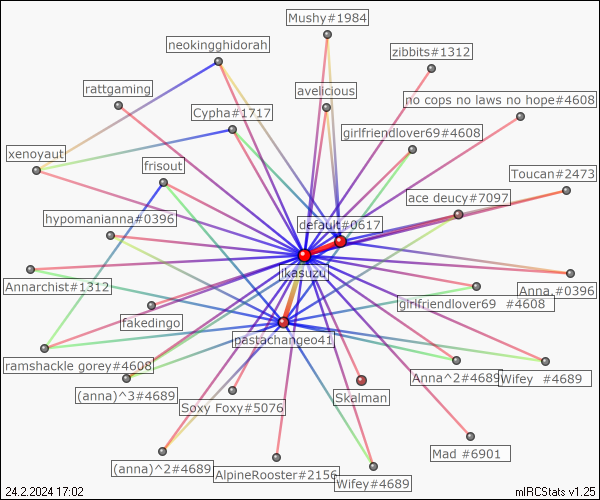 Mushy#1984
neokingghidorah
zibbits#1312
rattgaming
avelicious
no cops no laws no hope#4608
Cypha#1717
girlfriendlover69#4608
xenoyaut
frisout
Toucan#2473
ace deucy#7097
hypomanianna#0396
default#0617
ikasuzu
Annarchist#1312
Anna.#0396
girlfriendlover69 #4608
fakedingo
pastachangeo41
ramshackle gorey#4608
Anna^2#4689
Wifey #4689
(anna)^3#4689
Soxy Foxy#5076
Skalman
Mad #6901
(anna)^2#4689
AlpineRooster#2156
Wifey#4689
24.2.2024 17:02
mIRCStats v1.25